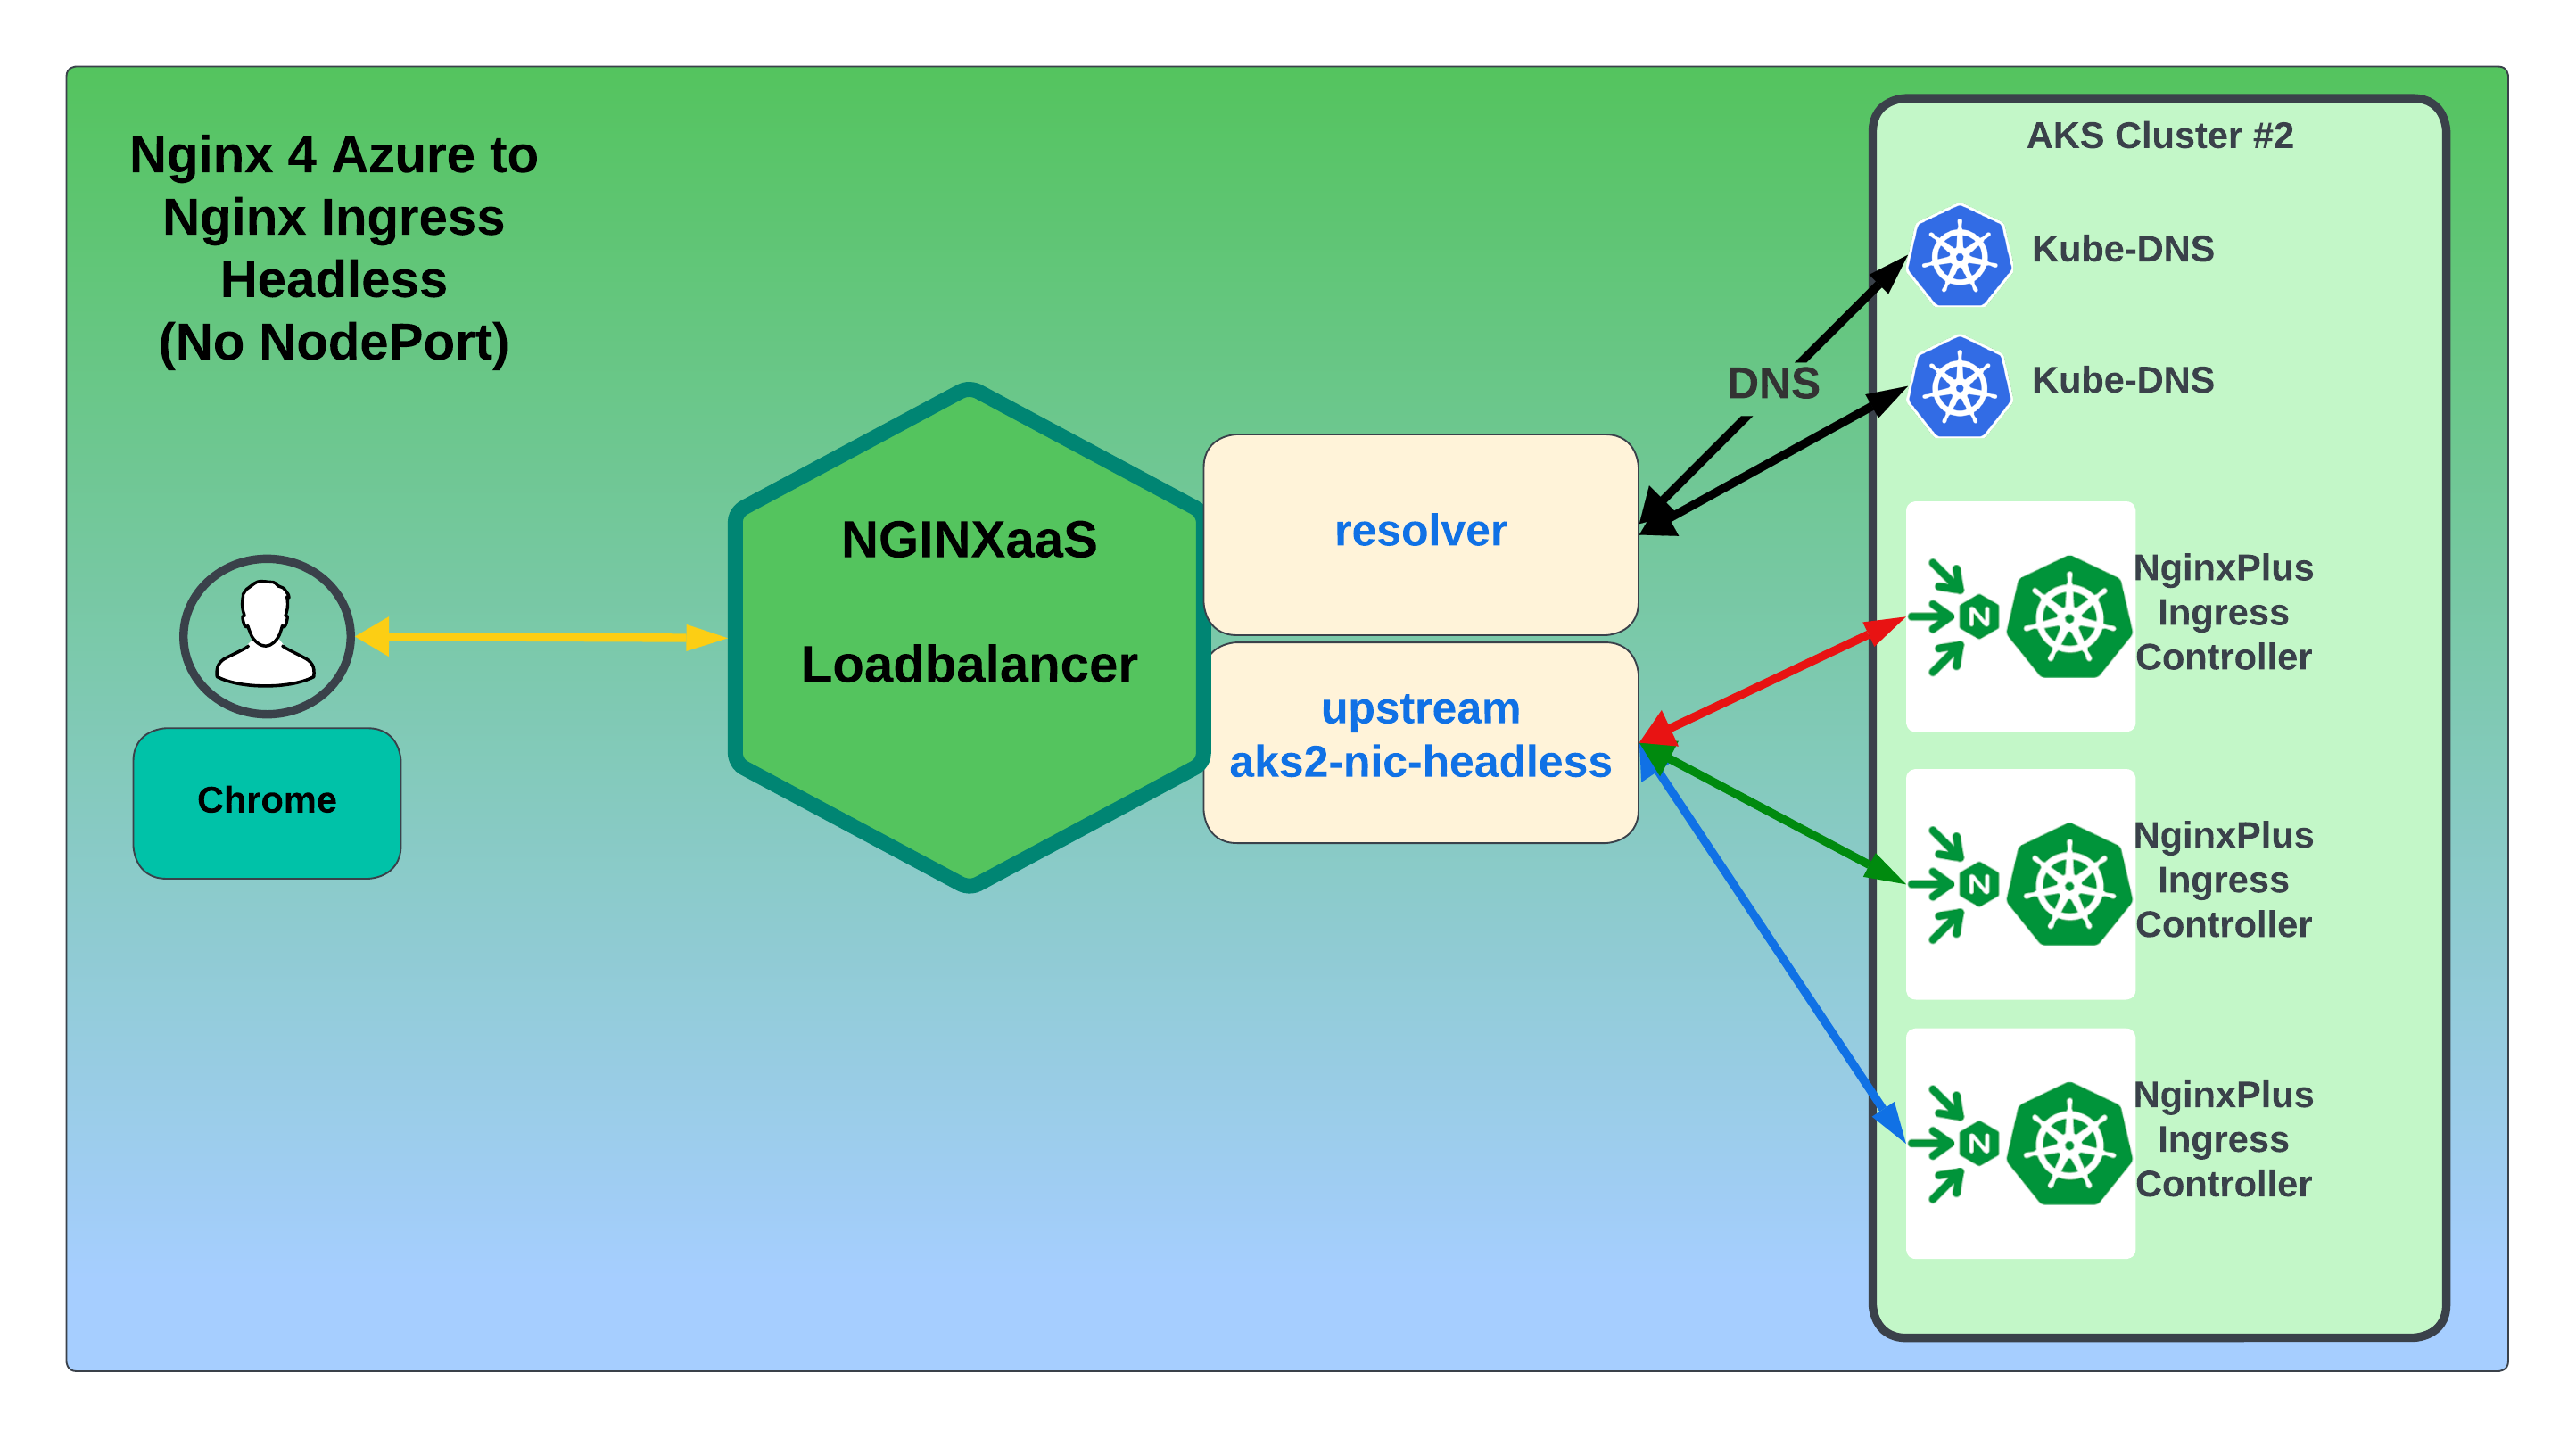 Nginx 4 Azure to
Nginx Ingress
Headless
(No NodePort)
Chrome
NGINXaaS
Loadbalancer
resolver
upstream
aks2-nic-headless
DNS
AKS Cluster #2
Kube-DNS
Kube-DNS
N
NginxPlus
Ingress
Controller
N
NginxPlus
Ingress
Controller
N
NginxPlus
Ingress
Controller